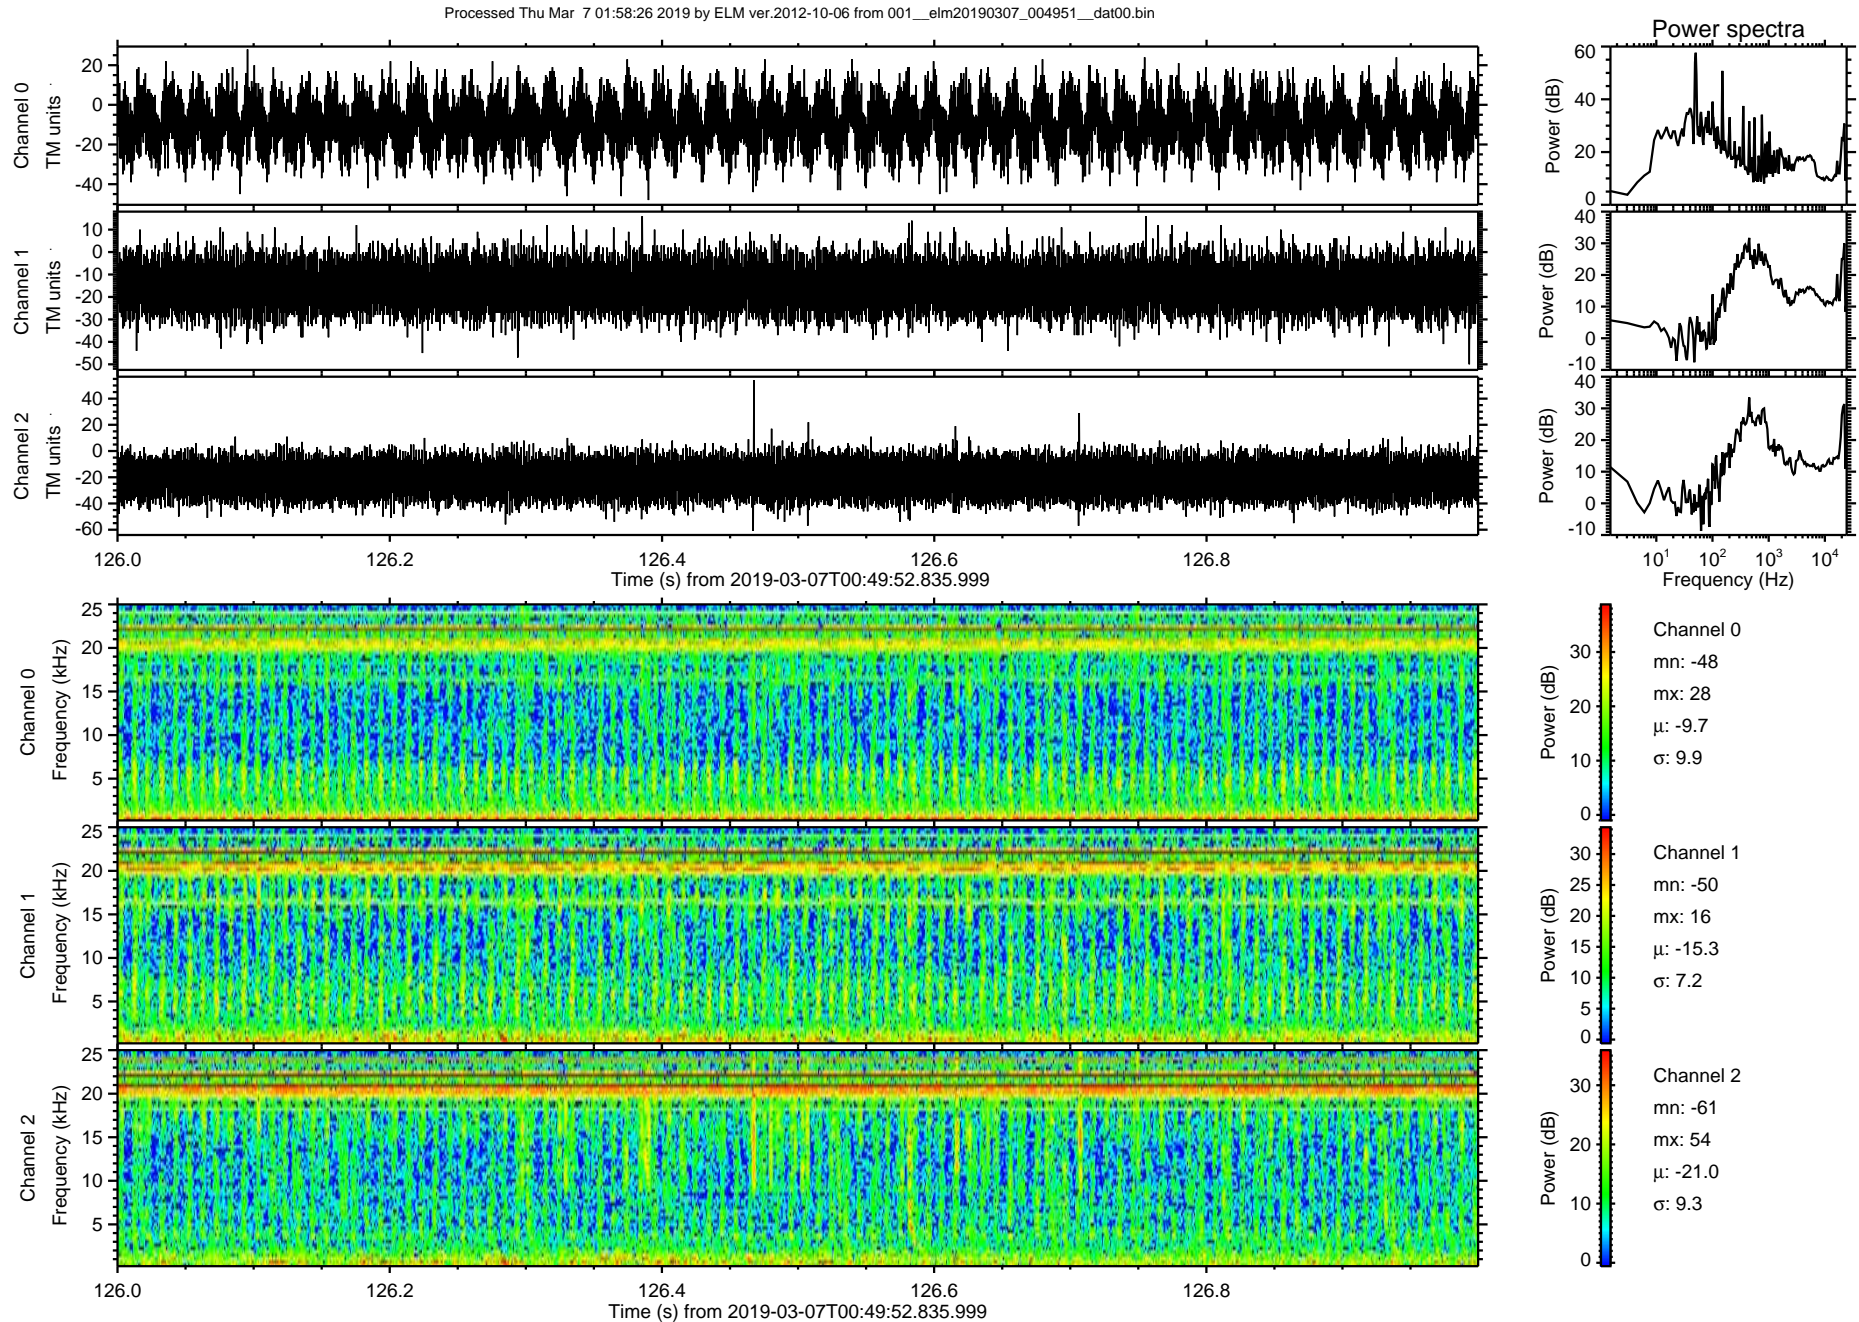 Processed Thu Mar  7 01:58:26 2019 by ELM ver.2012-10-06 from 001__elm20190307_004951__dat00.bin
Power spectra
Channel 0
TM units
20
0
-20
-40
Power (dB)
60
40
20
0
Channel 1
TM units
10
0
-10
-20
-30
-40
-50
Power (dB)
40
30
20
10
0
-10
Channel 2
TM units
40
20
0
-20
-40
-60
Power (dB)
40
30
20
10
0
-10
126.0 126.2 126.4 126.6 126.8
Time (s) from 2019-03-07T00:49:52.835.999
10^1 10^2 10^3 10^4
Frequency (Hz)
Channel 0
Frequency (kHz)
25
20
15
10
5
Power (dB)
30
20
10
0
Channel 0
mn: -48
mx: 28
μ: -9.7
σ: 9.9
Channel 1
Frequency (kHz)
25
20
15
10
5
Power (dB)
30
25
20
15
10
5
0
Channel 1
mn: -50
mx: 16
μ: -15.3
σ: 7.2
Channel 2
Frequency (kHz)
25
20
15
10
5
Power (dB)
30
20
10
0
Channel 2
mn: -61
mx: 54
μ: -21.0
σ: 9.3
126.0 126.2 126.4 126.6 126.8
Time (s) from 2019-03-07T00:49:52.835.999